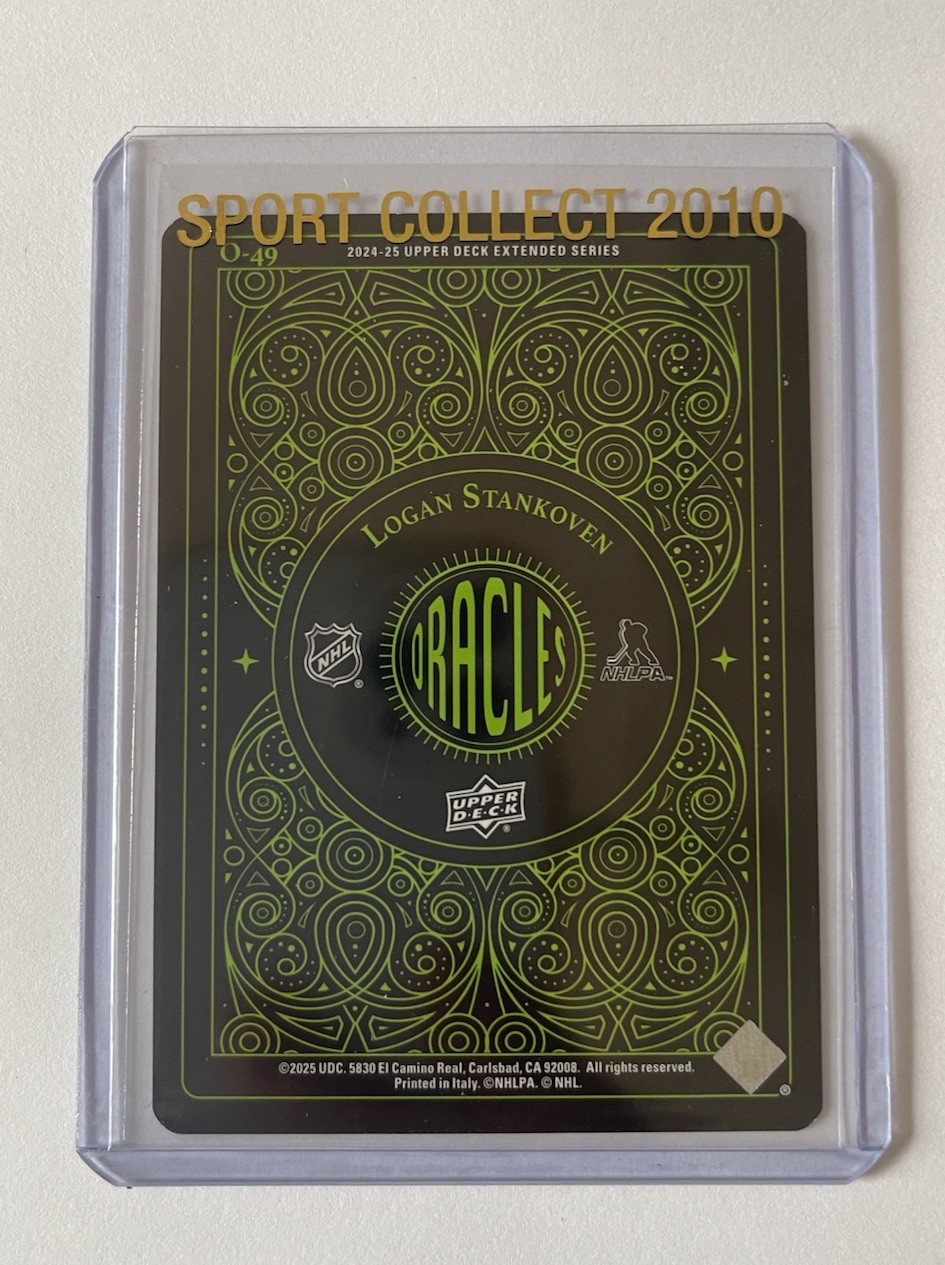 SPORT COLLECT 2010
O-49
2024-25 UPPER DECK EXTENDED SERIES
LOGAN STANKOVEN
ORACLES
NHL
®
NHLPA™
UPPER
D·E·C·K
®
©2025 UDC. 5830 El Camino Real, Carlsbad, CA 92008. All rights reserved.
Printed in Italy. ©NHLPA. © NHL.
®